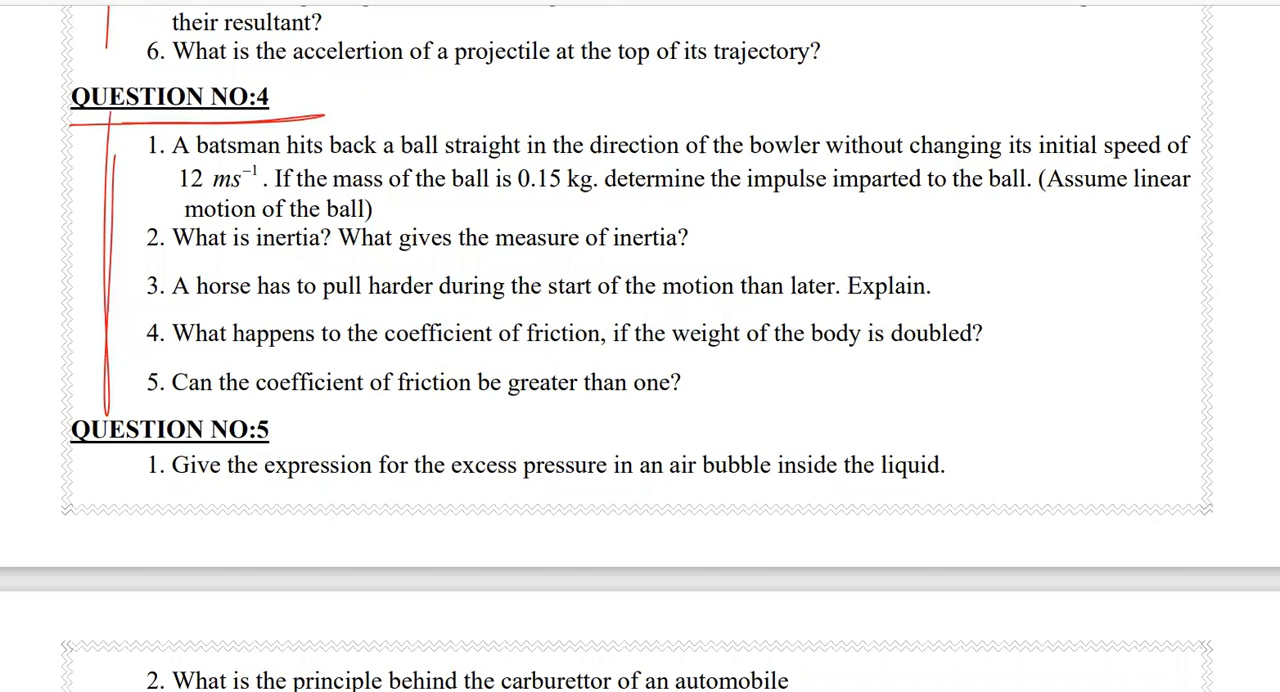 their resultant?
6. What is the accelertion of a projectile at the top of its trajectory?
QUESTION NO:4
1. A batsman hits back a ball straight in the direction of the bowler without changing its initial speed of
12 ms⁻¹ . If the mass of the ball is 0.15 kg. determine the impulse imparted to the ball. (Assume linear
motion of the ball)
2. What is inertia? What gives the measure of inertia?
3. A horse has to pull harder during the start of the motion than later. Explain.
4. What happens to the coefficient of friction, if the weight of the body is doubled?
5. Can the coefficient of friction be greater than one?
QUESTION NO:5
1. Give the expression for the excess pressure in an air bubble inside the liquid.
2. What is the principle behind the carburettor of an automobile